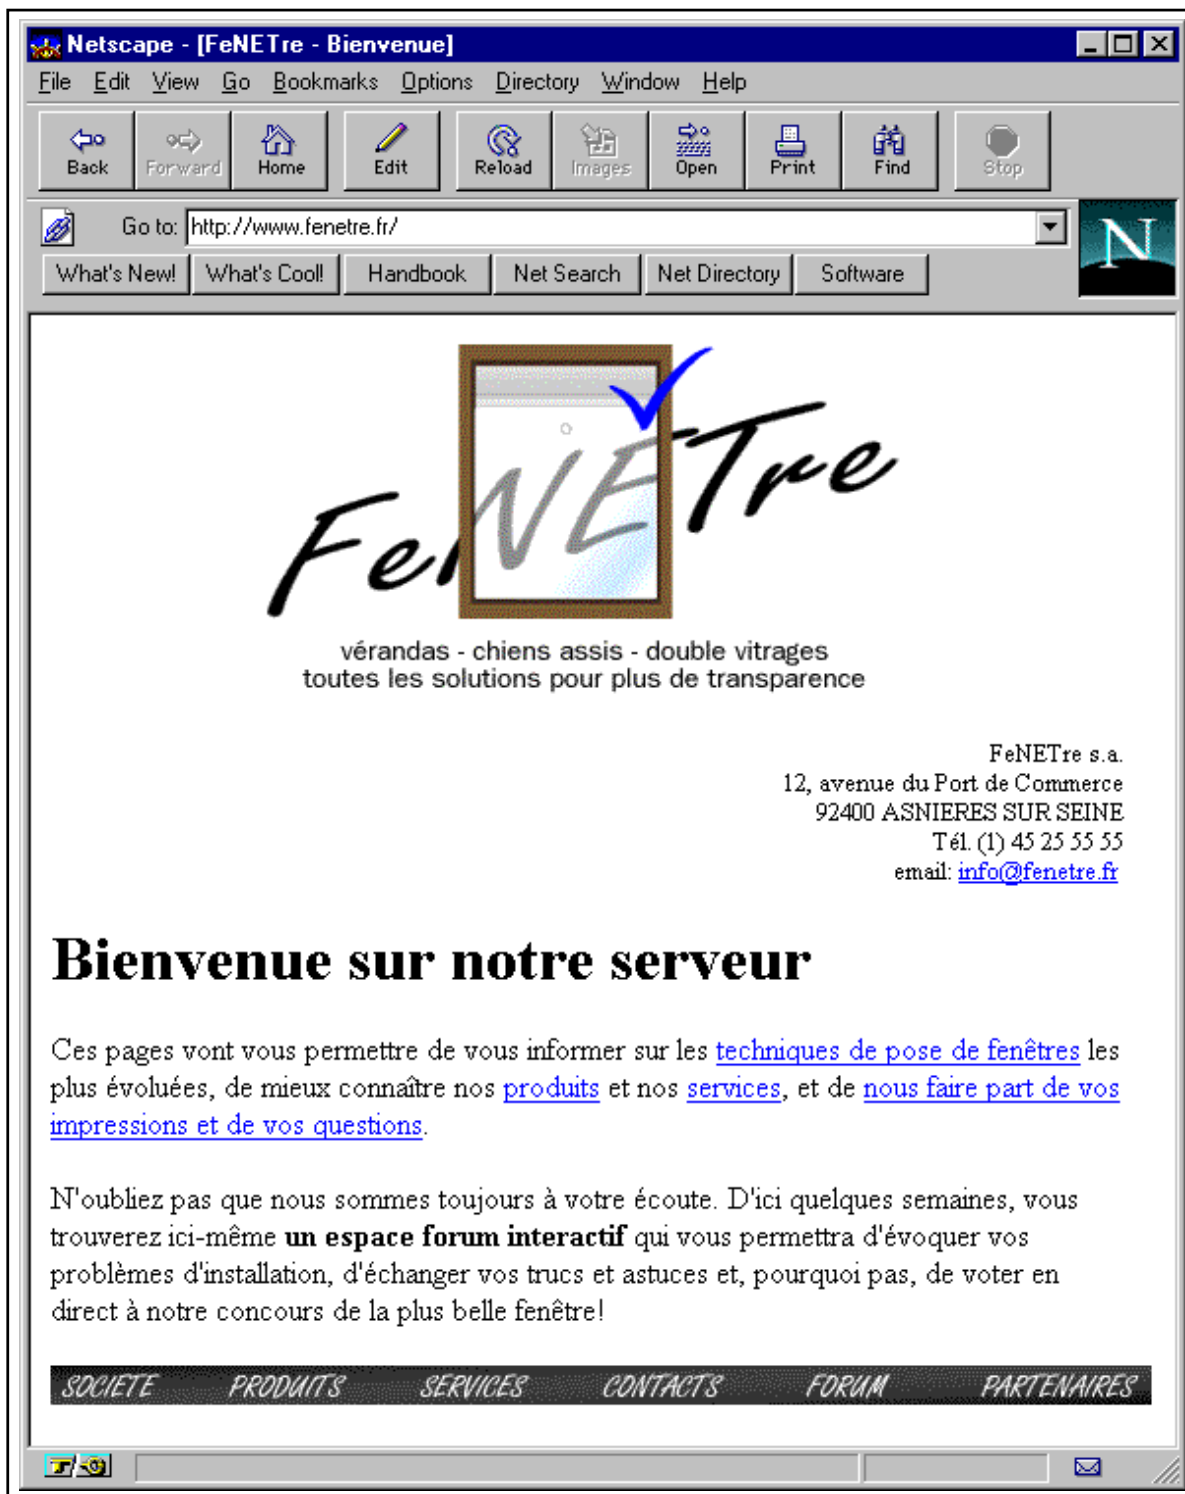 Netscape - [FeNETre - Bienvenue]
File Edit View Go Bookmarks Options Directory Window Help
Back Forward Home Edit Reload Images Open Print Find Stop
Go to: http://www.fenetre.fr/
N
What's New! What's Cool! Handbook Net Search Net Directory Software
FeNETre
vérandas - chiens assis - double vitrages
toutes les solutions pour plus de transparence
FeNETre s.a.
12, avenue du Port de Commerce
92400 ASNIERES SUR SEINE
Tél. (1) 45 25 55 55
email: info@fenetre.fr
Bienvenue sur notre serveur
Ces pages vont vous permettre de vous informer sur les techniques de pose de fenêtres les
plus évoluées, de mieux connaître nos produits et nos services, et de nous faire part de vos
impressions et de vos questions.
N'oubliez pas que nous sommes toujours à votre écoute. D'ici quelques semaines, vous
trouverez ici-même un espace forum interactif qui vous permettra d'évoquer vos
problèmes d'installation, d'échanger vos trucs et astuces et, pourquoi pas, de voter en
direct à notre concours de la plus belle fenêtre!
SOCIETE PRODUITS SERVICES CONTACTS FORUM PARTENAIRES